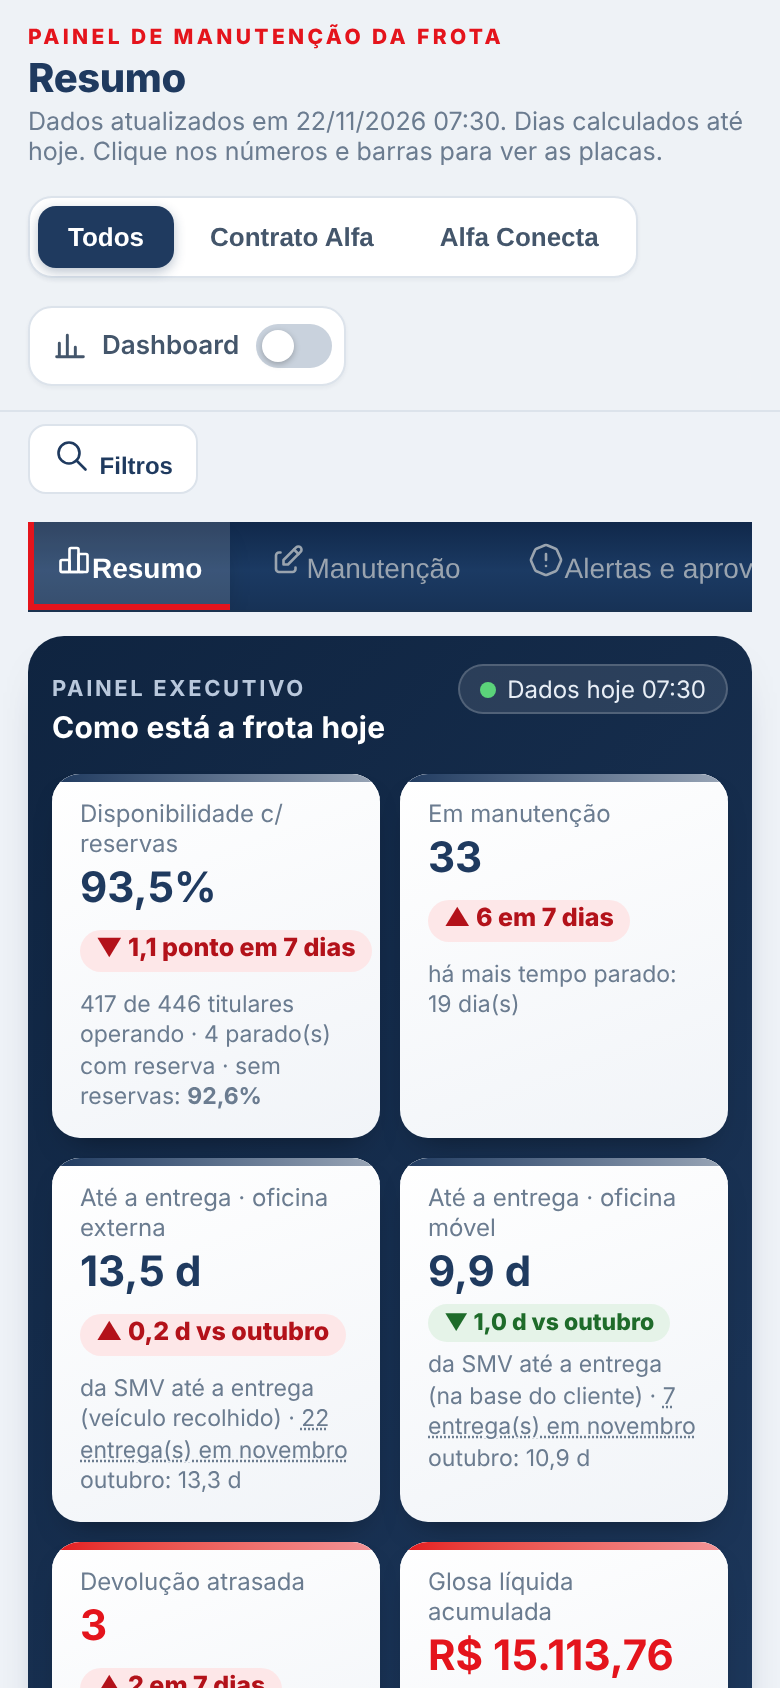 PAINEL DE MANUTENÇÃO DA FROTA
Resumo
Dados atualizados em 22/11/2026 07:30. Dias calculados até
hoje. Clique nos números e barras para ver as placas.
Todos
Contrato Alfa
Alfa Conecta
Dashboard
Filtros
Resumo
Manutenção
Alertas e aprov
PAINEL EXECUTIVO
Como está a frota hoje
Dados hoje 07:30
Disponibilidade c/
reservas
93,5%
▼ 1,1 ponto em 7 dias
417 de 446 titulares
operando · 4 parado(s)
com reserva · sem
reservas: 92,6%
Em manutenção
33
▲ 6 em 7 dias
há mais tempo parado:
19 dia(s)
Até a entrega · oficina
externa
13,5 d
▲ 0,2 d vs outubro
da SMV até a entrega
(veículo recolhido) · 22
entrega(s) em novembro
outubro: 13,3 d
Até a entrega · oficina
móvel
9,9 d
▼ 1,0 d vs outubro
da SMV até a entrega
(na base do cliente) · 7
entrega(s) em novembro
outubro: 10,9 d
Devolução atrasada
3
▲ 2 em 7 dias
Glosa líquida
acumulada
R$ 15.113,76